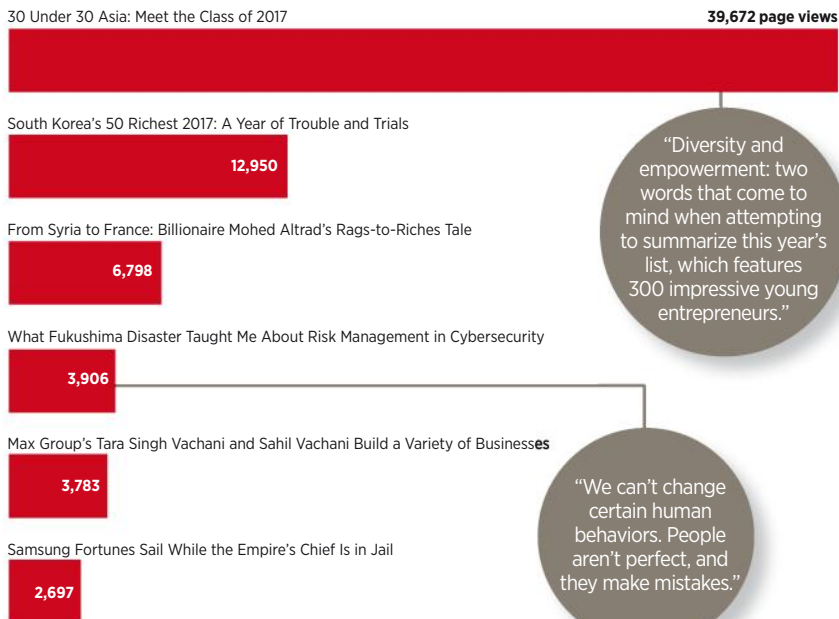 30 Under 30 Asia: Meet the Class of 2017
39,672 page views
South Korea's 50 Richest 2017: A Year of Trouble and Trials
12,950
From Syria to France: Billionaire Mohed Altrad's Rags-to-Riches Tale
6,798
What Fukushima Disaster Taught Me About Risk Management in Cybersecurity
3,906
Max Group's Tara Singh Vachani and Sahil Vachani Build a Variety of Businesses
3,783
Samsung Fortunes Sail While the Empire's Chief Is in Jail
2,697
“Diversity and
empowerment: two
words that come to
mind when attempting
to summarize this year's
list, which features
300 impressive young
entrepreneurs.”
“We can't change
certain human
behaviors. People
aren't perfect, and
they make mistakes.”